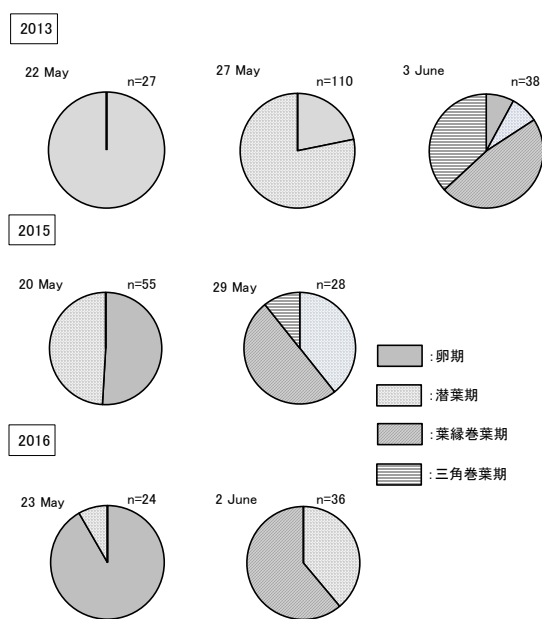 2013
22 May
n=27
27 May
n=110
3 June
n=38
2015
20 May
n=55
29 May
n=28
:卵期
:潜葉期
:葉縁巻葉期
:三角巻葉期
2016
23 May
n=24
2 June
n=36